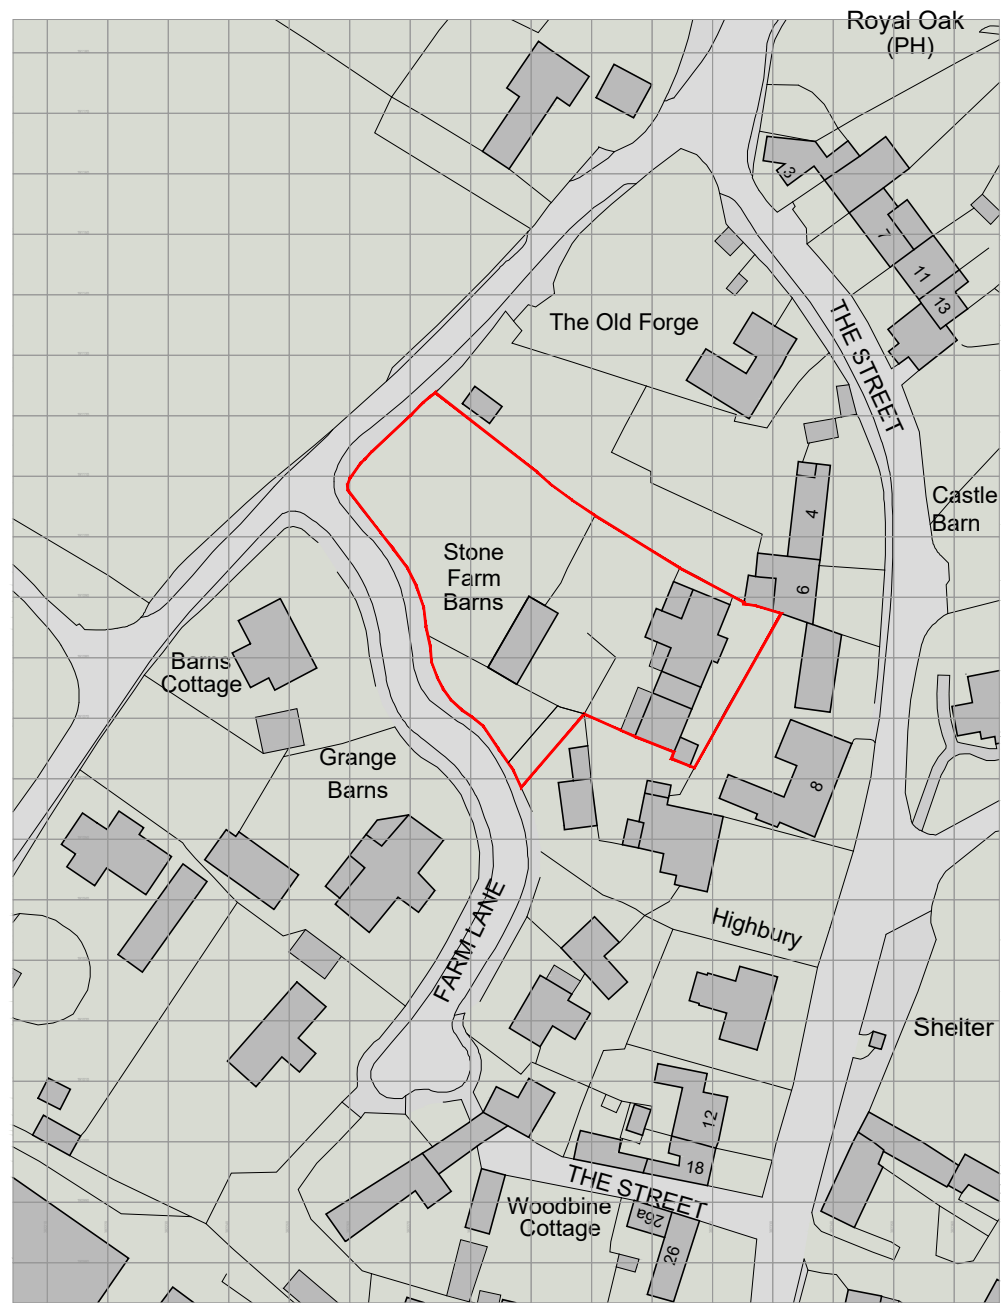 Royal Oak
(PH)
13
7
11
13
The Old Forge
THE STREET
4
Castle
Barn
Stone
Farm
Barns
6
Barns
Cottage
Grange
Barns
8
FARM LANE
Highbury
Shelter
12
18
THE STREET
Woodbine
Cottage
26a
26